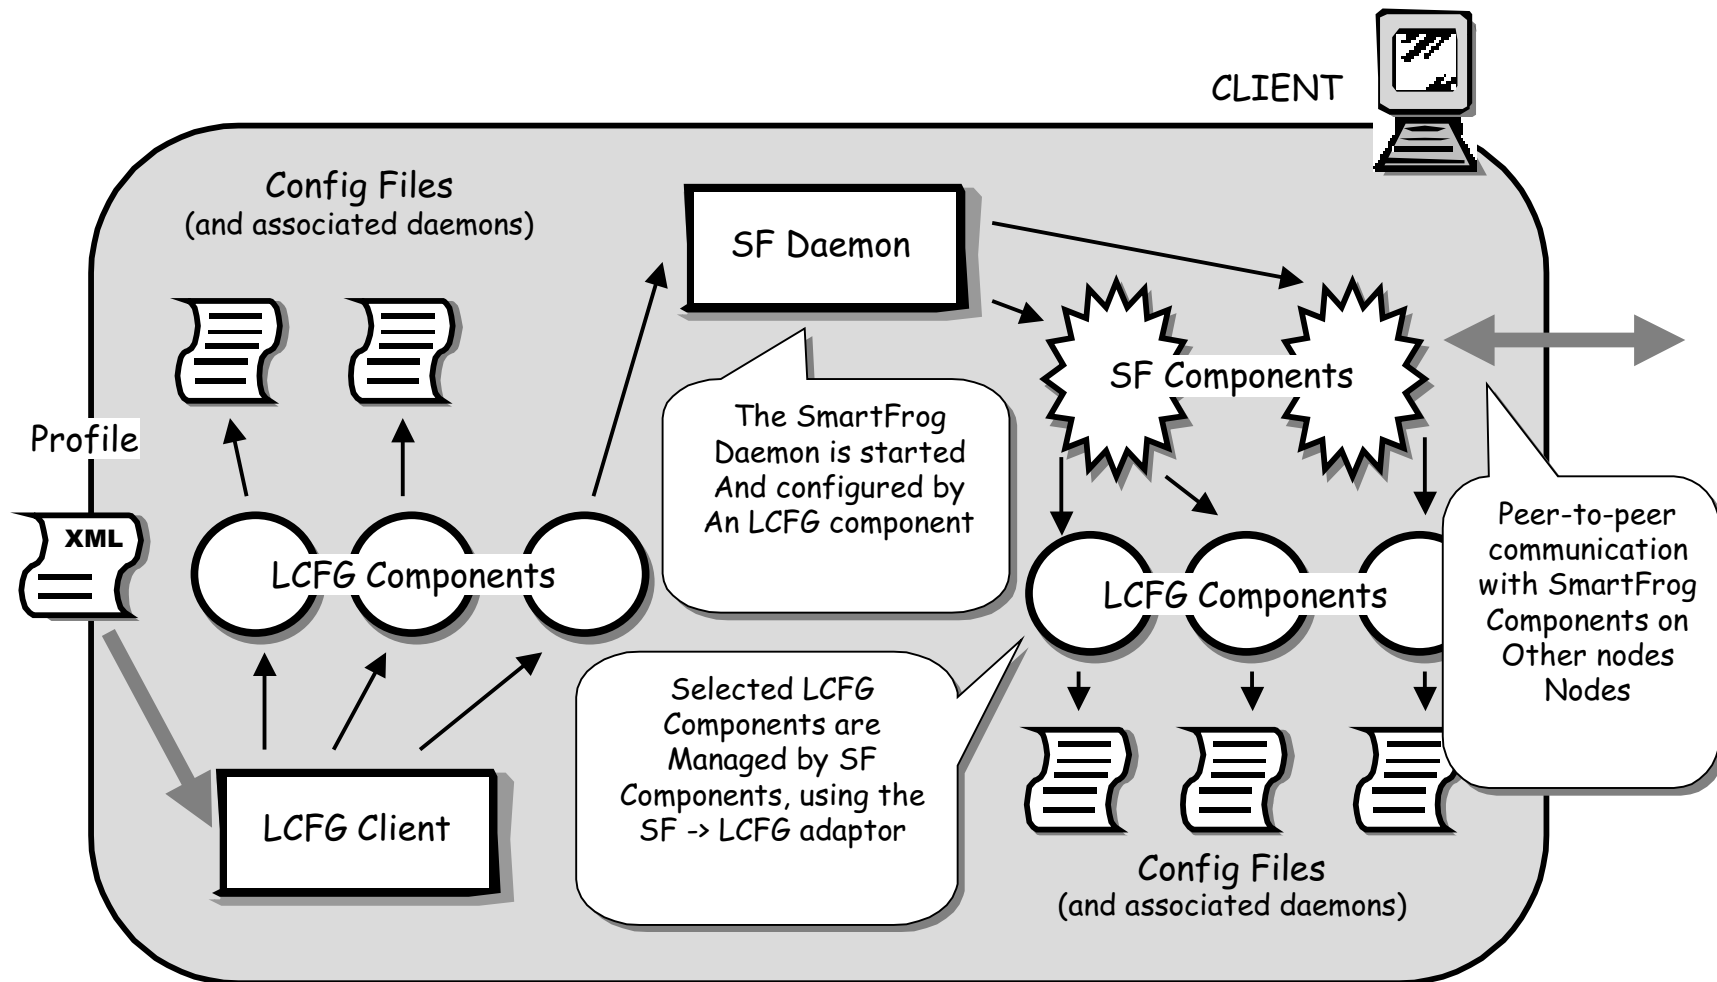 CLIENT
Config Files
(and associated daemons)
SF Daemon
SF Components
The SmartFrog
Daemon is started
And configured by
An LCFG component
Profile
XML
LCFG Components
LCFG Components
Peer-to-peer
communication
with SmartFrog
Components on
Other nodes
Nodes
Selected LCFG
Components are
Managed by SF
Components, using the
SF -> LCFG adaptor
LCFG Client
Config Files
(and associated daemons)